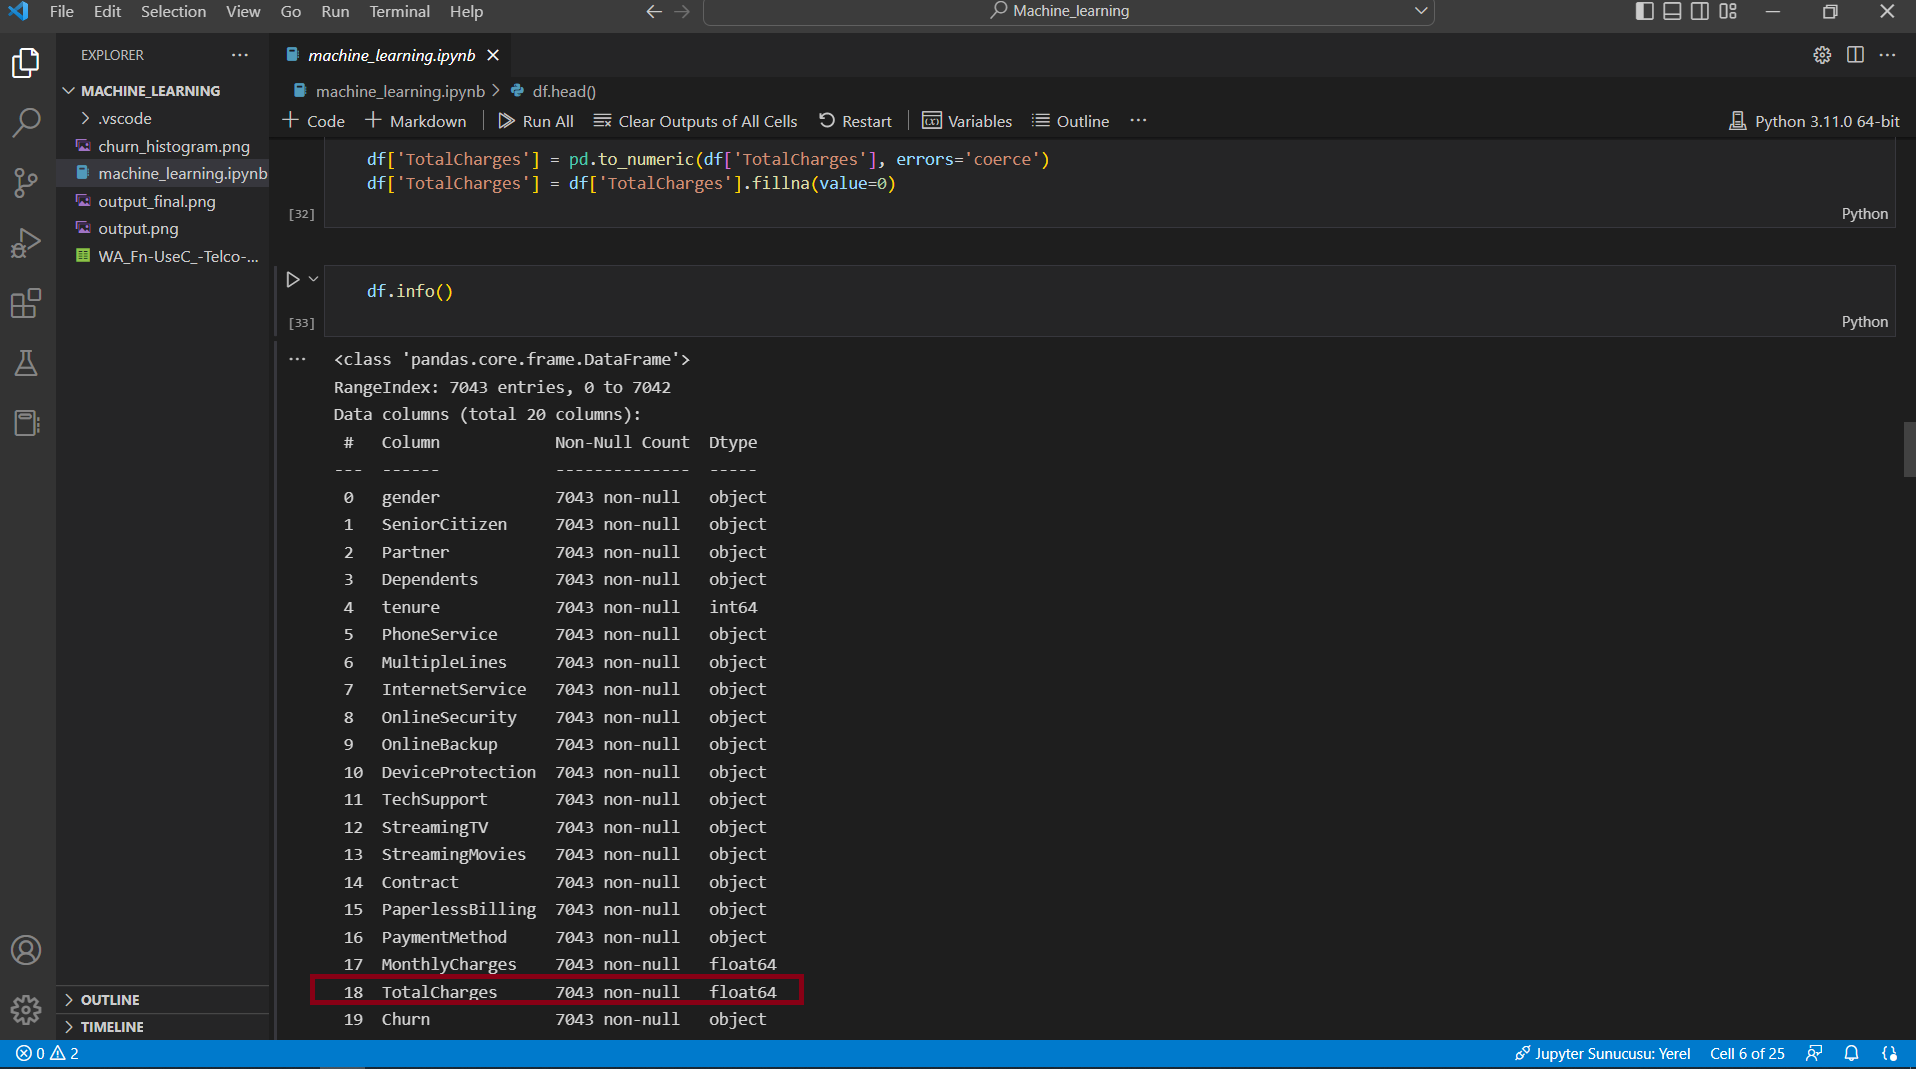 File Edit Selection View Go Run Terminal Help
Machine_learning
EXPLORER
machine_learning.ipynb
MACHINE_LEARNING
.vscode
churn_histogram.png
machine_learning.ipynb
output_final.png
output.png
WA_Fn-UseC_-Telco-...
OUTLINE
TIMELINE
machine_learning.ipynb > df.head()
+ Code + Markdown Run All Clear Outputs of All Cells Restart Variables Outline ...
Python 3.11.0 64-bit
df['TotalCharges'] = pd.to_numeric(df['TotalCharges'], errors='coerce')
df['TotalCharges'] = df['TotalCharges'].fillna(value=0)
[32]
Python
df.info()
[33]
Python
<class 'pandas.core.frame.DataFrame'>
RangeIndex: 7043 entries, 0 to 7042
Data columns (total 20 columns):
# Column Non-Null Count Dtype
--- ------ -------------- -----
0 gender 7043 non-null object
1 SeniorCitizen 7043 non-null object
2 Partner 7043 non-null object
3 Dependents 7043 non-null object
4 tenure 7043 non-null int64
5 PhoneService 7043 non-null object
6 MultipleLines 7043 non-null object
7 InternetService 7043 non-null object
8 OnlineSecurity 7043 non-null object
9 OnlineBackup 7043 non-null object
10 DeviceProtection 7043 non-null object
11 TechSupport 7043 non-null object
12 StreamingTV 7043 non-null object
13 StreamingMovies 7043 non-null object
14 Contract 7043 non-null object
15 PaperlessBilling 7043 non-null object
16 PaymentMethod 7043 non-null object
17 MonthlyCharges 7043 non-null float64
18 TotalCharges 7043 non-null float64
19 Churn 7043 non-null object
0 2
Jupyter Sunucusu: Yerel Cell 6 of 25